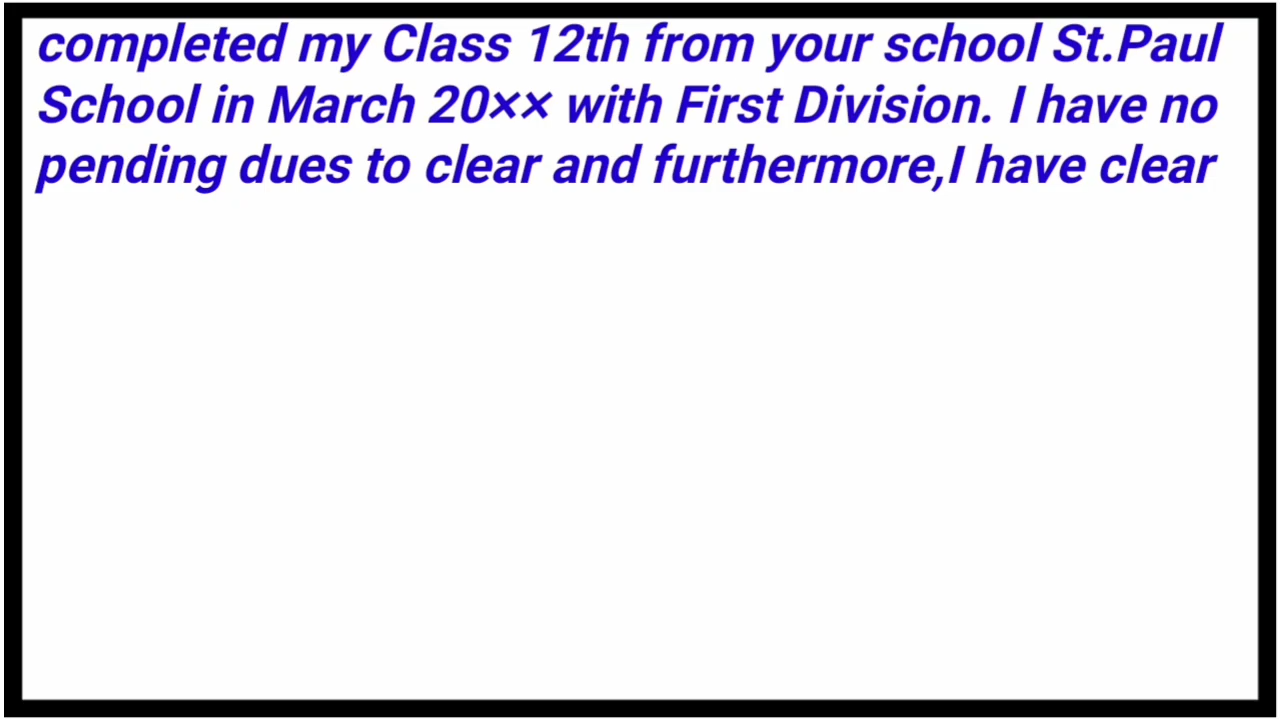 completed my Class 12th from your school St.Paul
School in March 20×× with First Division. I have no
pending dues to clear and furthermore,I have clear